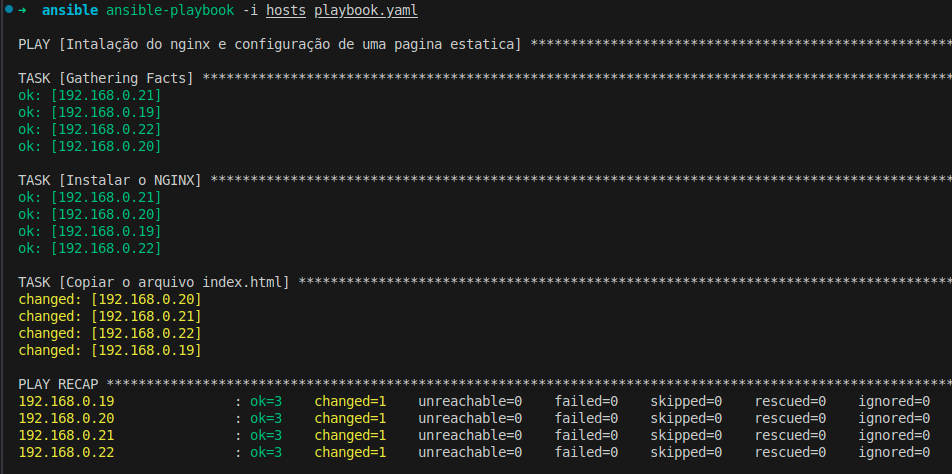 ➜  ansible ansible-playbook -i hosts playbook.yaml
PLAY [Intalação do nginx e configuração de uma pagina estatica] *****************************************************
TASK [Gathering Facts] **********************************************************************************************
ok: [192.168.0.21]
ok: [192.168.0.19]
ok: [192.168.0.22]
ok: [192.168.0.20]
TASK [Instalar o NGINX] *********************************************************************************************
ok: [192.168.0.21]
ok: [192.168.0.20]
ok: [192.168.0.19]
ok: [192.168.0.22]
TASK [Copiar o arquivo index.html] **********************************************************************************
changed: [192.168.0.20]
changed: [192.168.0.21]
changed: [192.168.0.22]
changed: [192.168.0.19]
PLAY RECAP **********************************************************************************************************
192.168.0.19               : ok=3    changed=1    unreachable=0    failed=0    skipped=0    rescued=0    ignored=0
192.168.0.20               : ok=3    changed=1    unreachable=0    failed=0    skipped=0    rescued=0    ignored=0
192.168.0.21               : ok=3    changed=1    unreachable=0    failed=0    skipped=0    rescued=0    ignored=0
192.168.0.22               : ok=3    changed=1    unreachable=0    failed=0    skipped=0    rescued=0    ignored=0